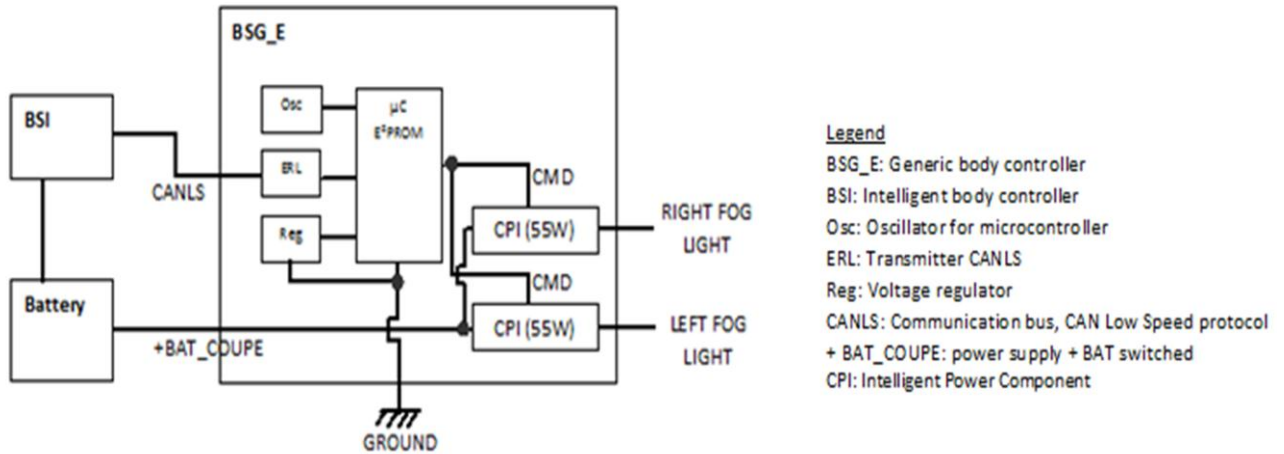 BSG_E
BSI
Osc
µC
E²PROM
ERL
CANLS
Reg
CMD
CPI (55W)
RIGHT FOG
LIGHT
Battery
CMD
CPI (55W)
LEFT FOG
LIGHT
+BAT_COUPE
GROUND
Legend
BSG_E: Generic body controller
BSI: Intelligent body controller
Osc: Oscillator for microcontroller
ERL: Transmitter CANLS
Reg: Voltage regulator
CANLS: Communication bus, CAN Low Speed protocol
+ BAT_COUPE: power supply + BAT switched
CPI: Intelligent Power Component